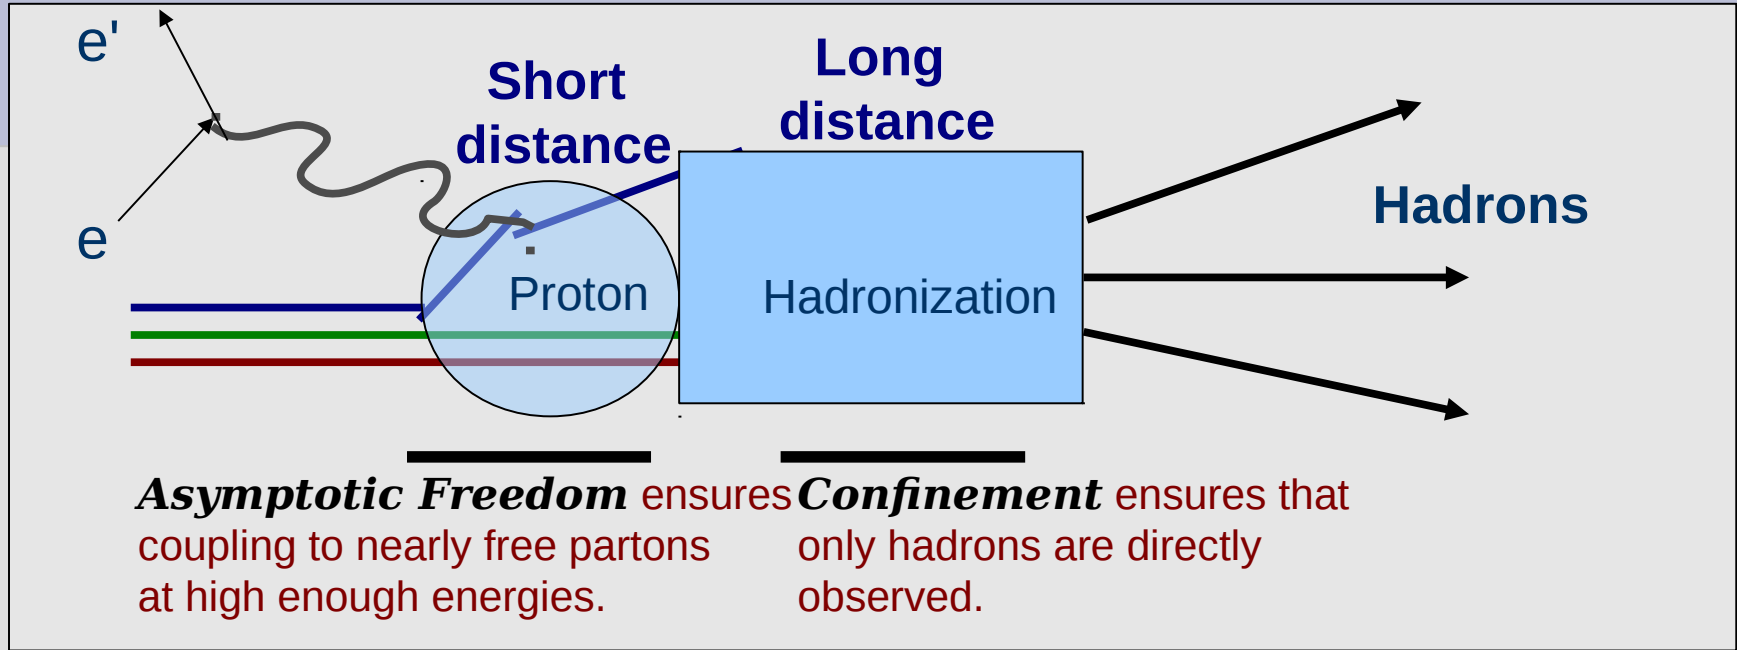 e'
Short
distance
Long
distance
Hadrons
e
Proton
Hadronization
Asymptotic Freedom ensures
coupling to nearly free partons
at high enough energies.
Confinement ensures that
only hadrons are directly
observed.